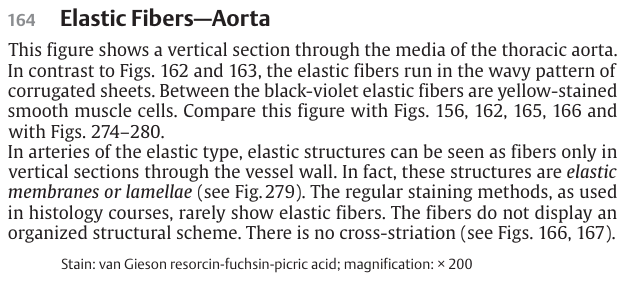 164 Elastic Fibers—Aorta
This figure shows a vertical section through the media of the thoracic aorta.
In contrast to Figs. 162 and 163, the elastic fibers run in the wavy pattern of
corrugated sheets. Between the black-violet elastic fibers are yellow-stained
smooth muscle cells. Compare this figure with Figs. 156, 162, 165, 166 and
with Figs. 274–280.
In arteries of the elastic type, elastic structures can be seen as fibers only in
vertical sections through the vessel wall. In fact, these structures are elastic
membranes or lamellae (see Fig. 279). The regular staining methods, as used
in histology courses, rarely show elastic fibers. The fibers do not display an
organized structural scheme. There is no cross-striation (see Figs. 166, 167).
Stain: van Gieson resorcin-fuchsin-picric acid; magnification: × 200